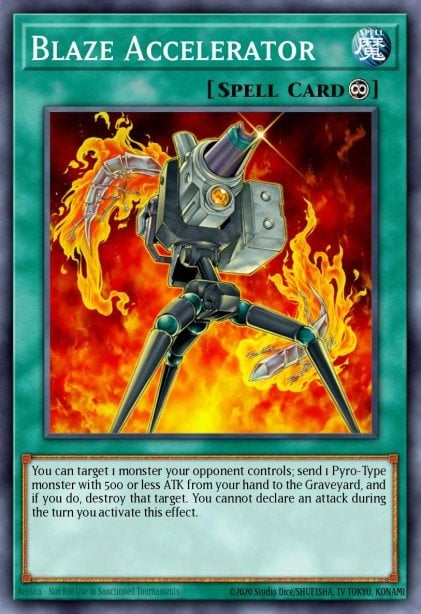 Blaze Accelerator
SPELL
魔
[Spell Card♾]
You can target 1 monster your opponent controls; send 1 Pyro-Type
monster with 500 or less ATK from your hand to the Graveyard, and
if you do, destroy that target. You cannot declare an attack during
the turn you activate this effect.
Replica - Not For Use in Sanctioned Tournaments
©2020 Studio Dice/SHUEISHA, TV TOKYO, KONAMI